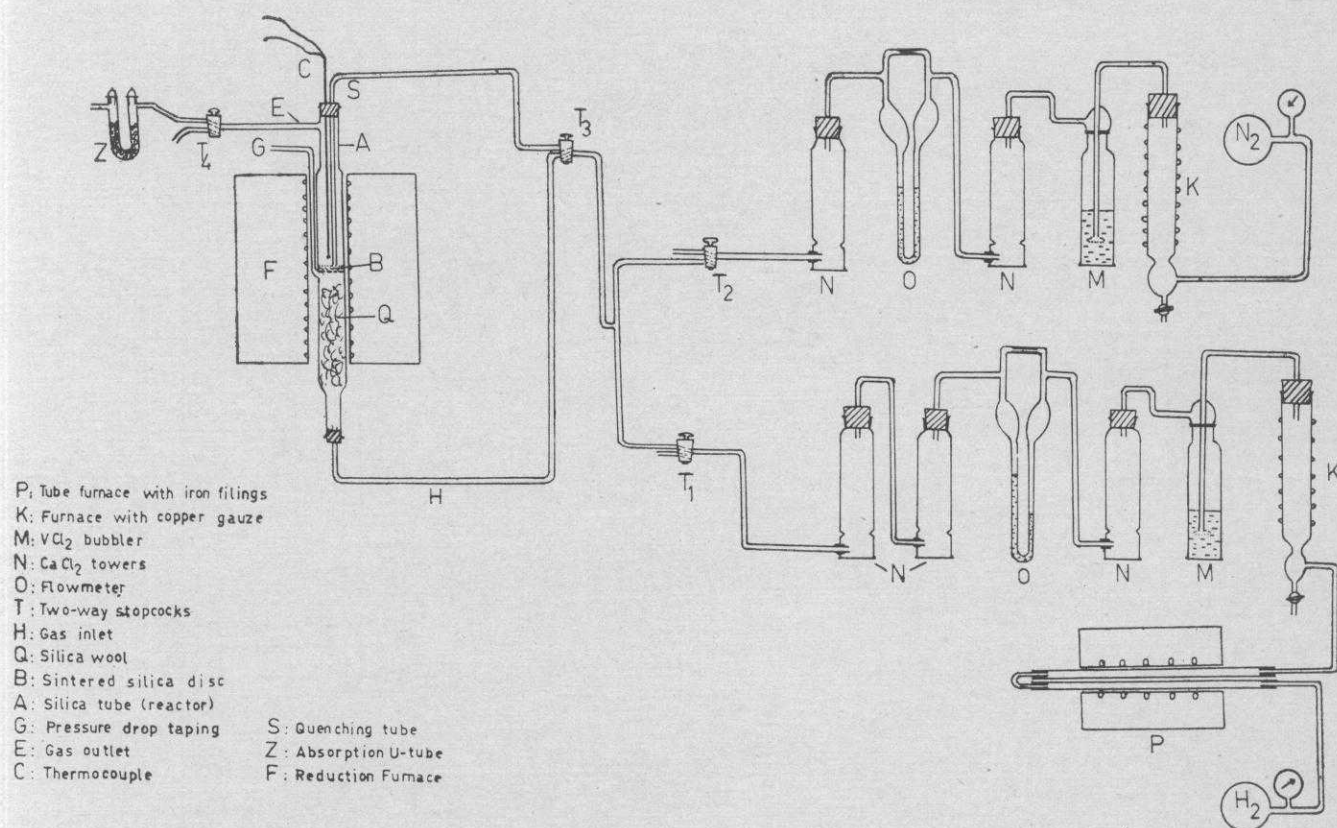 C
S
E
T3
Z
T4
G
A
N2
K
F
B
T2
N
O
N
M
Q
T1
K
H
N
O
N
M
P
H2
P: Tube furnace with iron filings
K: Furnace with copper gauze
M: VCl2 bubbler
N: CaCl2 towers
O: Flowmeter
T: Two-way stopcocks
H: Gas inlet
Q: Silica wool
B: Sintered silica disc
A: Silica tube (reactor)
G: Pressure drop taping
E: Gas outlet
C: Thermocouple
S: Quenching tube
Z: Absorption U-tube
F: Reduction Furnace